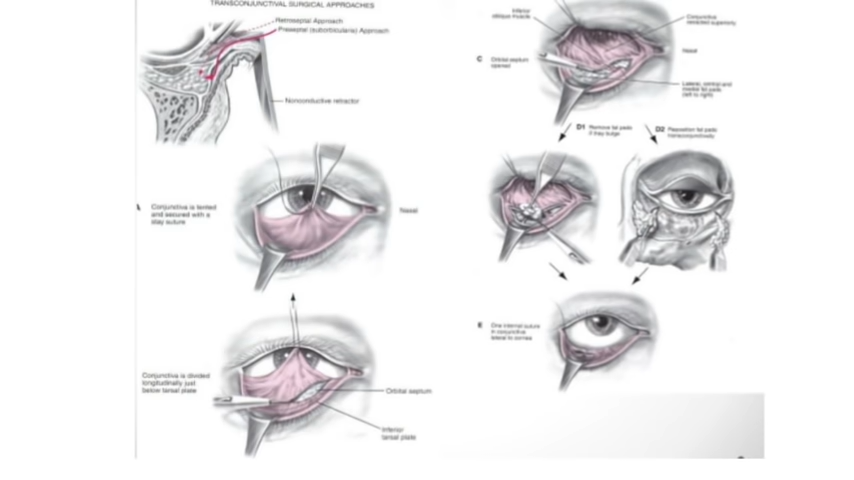 TRANSCONJUNCTIVAL SURGICAL APPROACHES
Retroseptal Approach
Preseptal (suborbicularis) Approach
Nonconductive retractor
A
Conjunctiva is tented
and secured with a
stay suture
Nasal
Conjunctiva is divided
longitudinally just
below tarsal plate
Orbital septum
Inferior
tarsal plate
Inferior
oblique muscle
Conjunctiva
retracted superiorly
Nasal
C
Orbital septum
opened
Lateral, central and
medial fat pads
(left to right)
D1
Remove fat pads
if they bulge
D2
Reposition fat pads
transconjunctivally
E
One internal suture
in conjunctiva
lateral to cornea